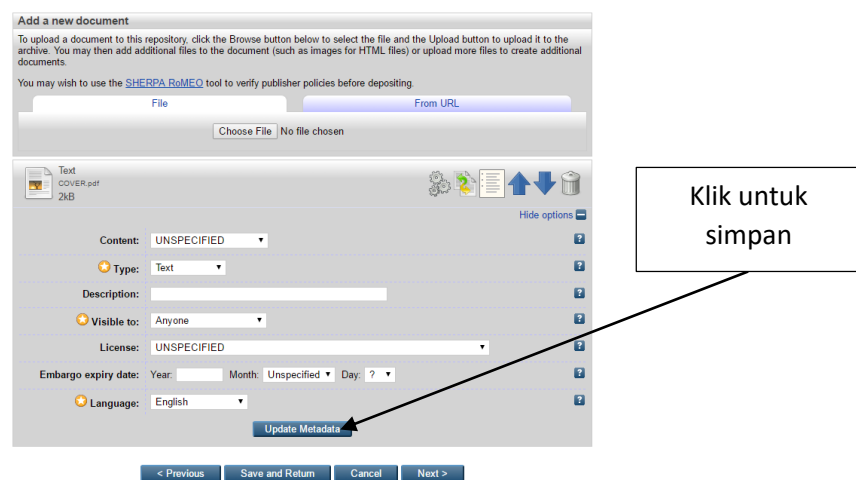 Add a new document
To upload a document to this repository, click the Browse button below to select the file and the Upload button to upload it to the
archive. You may then add additional files to the document (such as images for HTML files) or upload more files to create additional
documents.
You may wish to use the SHERPA RoMEO tool to verify publisher policies before depositing.
File From URL
Choose File No file chosen
Text
COVER.pdf
2kB
Hide options
Klik untuk
simpan
Content: UNSPECIFIED
Type: Text
Description:
Visible to: Anyone
License: UNSPECIFIED
Embargo expiry date: Year: Month: Unspecified Day: ?
Language: English
Update Metadata
< Previous Save and Return Cancel Next >